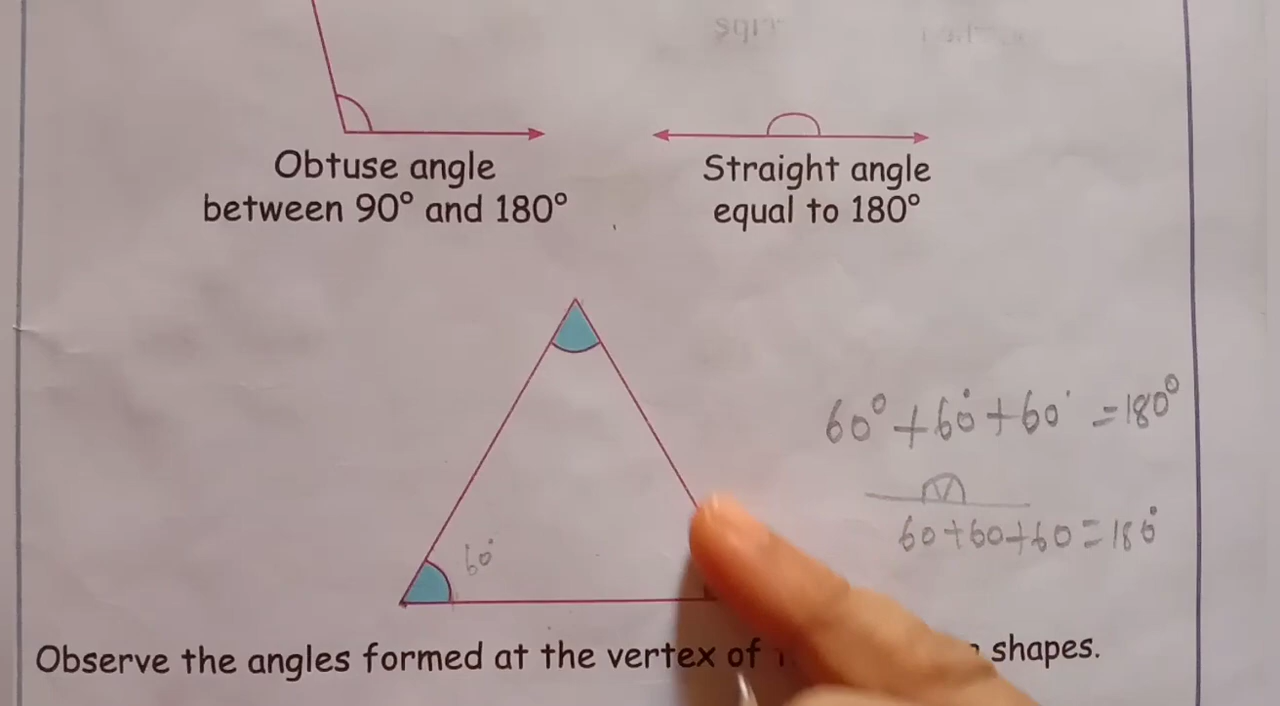 Obtuse angle
between 90° and 180°
Straight angle
equal to 180°
60° + 60 + 60 = 180°
60
60 + 60 + 60 = 180
Observe the angles formed at the vertex of shapes.